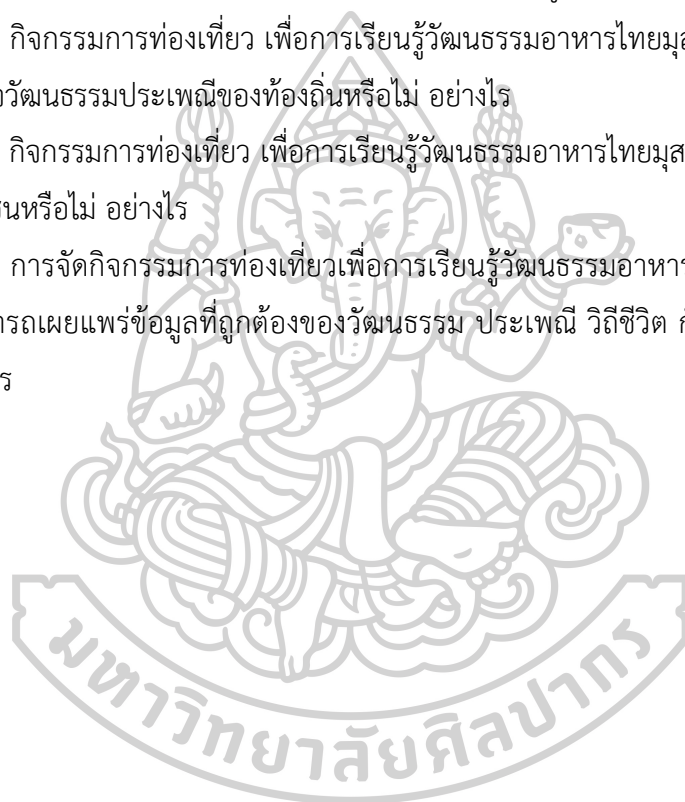 กิจกรรมการท่องเที่ยว เพื่อการเรียนรู้วัฒนธรรมอาหารไทยมุส
วัฒนธรรมประเพณีของท้องถิ่นหรือไม่ อย่างไร
กิจกรรมการท่องเที่ยว เพื่อการเรียนรู้วัฒนธรรมอาหารไทยมุส
นหรือไม่ อย่างไร
การจัดกิจกรรมการท่องเที่ยวเพื่อการเรียนรู้วัฒนธรรมอาหาร
ารถเผยแพร่ข้อมูลที่ถูกต้องของวัฒนธรรม ประเพณี วิถีชีวิต
ร
มหาวิทยาลัยศิลปากร